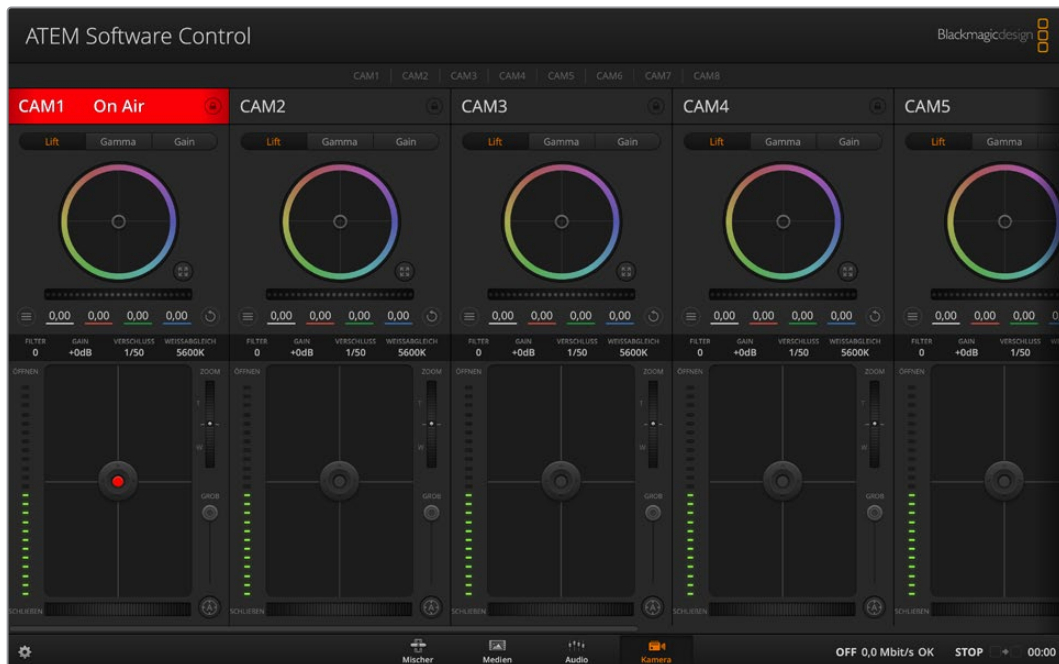 ATEM Software Control
Blackmagicdesign
CAM1 CAM2 CAM3 CAM4 CAM5 CAM6 CAM7 CAM8
CAM1 On Air CAM2 CAM3 CAM4 CAM5
Lift Gamma Gain Lift Gamma Gain Lift Gamma Gain Lift Gamma Gain Lift Gamma
0,00 0,00 0,00 0,00 0,00 0,00 0,00 0,00 0,00 0,00 0,00 0,00 0,00 0,00 0,00 0,00 0,00 0,00 0,00
FILTER GAIN VERSCHLUSS WEISSABGLEICH FILTER GAIN VERSCHLUSS WEISSABGLEICH FILTER GAIN VERSCHLUSS WEISSABGLEICH FILTER GAIN VERSCHLUSS WEISSABGLEICH FILTER GAIN VERSCHLUSS
0 +0dB 1/50 5600K 0 +0dB 1/50 5600K 0 +0dB 1/50 5600K 0 +0dB 1/50 5600K 0 +0dB 1/50
ÖFFNEN ZOOM ÖFFNEN ZOOM ÖFFNEN ZOOM ÖFFNEN ZOOM ÖFFNEN
T T T T
W W W W
GROB GROB GROB GROB
SCHLIEßEN SCHLIEßEN SCHLIEßEN SCHLIEßEN SCHLIEßEN
Mischer Medien Audio Kamera
OFF 0,0 Mbit/s OK STOP 00:00